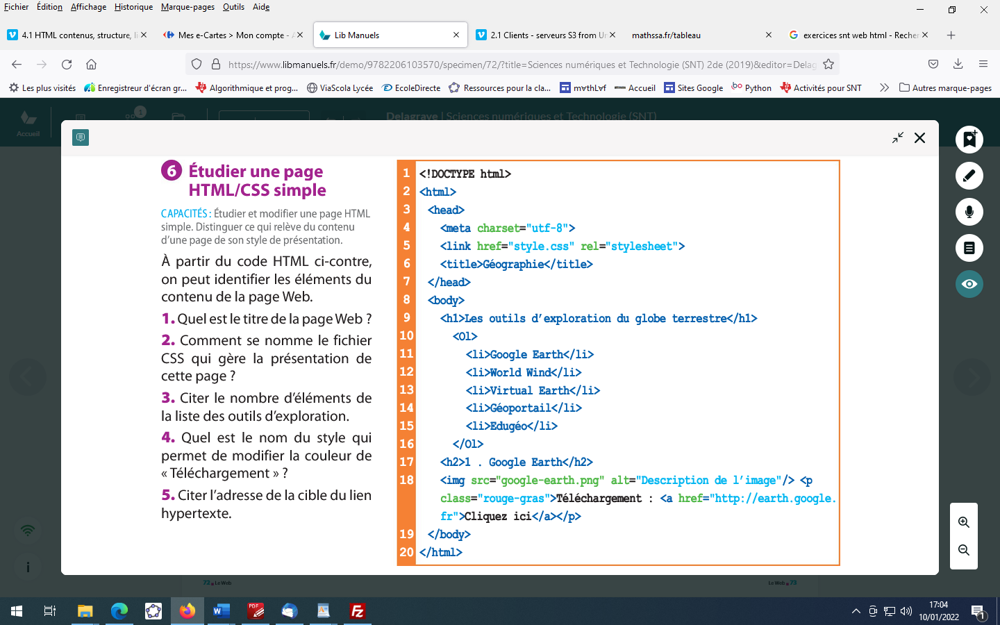 Fichier Édition Affichage Historique Marque-pages Outils Aide
4.1 HTML contenus, structure, li
Mes e-Cartes > Mon compte -
Lib Manuels
2.1 Clients - serveurs S3 from Un
mathssa.fr/tableau
exercices snt web html - Recher
https://www.libmanuels.fr/demo/9782206103570/specimen/72/?title=Sciences numériques et Technologie (SNT) 2de (2019)&editor=Delag
Les plus visités Enregistreur d'écran gr... Algorithmique et prog... ViaScola Lycée EcoleDirecte Ressources pour la cla... m∀thL∀f Accueil Sites Google Python Activités pour SNT Autres marque-pages
Accueil
1
Delagrave | Sciences numériques et Technologie (SNT)
6 Étudier une page
HTML/CSS simple
CAPACITÉS : Étudier et modifier une page HTML
simple. Distinguer ce qui relève du contenu
d'une page de son style de présentation.
À partir du code HTML ci-contre,
on peut identifier les éléments du
contenu de la page Web.
1. Quel est le titre de la page Web ?
2. Comment se nomme le fichier
CSS qui gère la présentation de
cette page ?
3. Citer le nombre d'éléments de
la liste des outils d'exploration.
4. Quel est le nom du style qui
permet de modifier la couleur de
« Téléchargement » ?
5. Citer l'adresse de la cible du lien
hypertexte.
1 <!DOCTYPE html>
2 <html>
3 <head>
4 <meta charset="utf-8">
5 <link href="style.css" rel="stylesheet">
6 <title>Géographie</title>
7 </head>
8 <body>
9 <h1>Les outils d'exploration du globe terrestre</h1>
10 <Ol>
11 <li>Google Earth</li>
12 <li>World Wind</li>
13 <li>Virtual Earth</li>
14 <li>Géoportail</li>
15 <li>Edugéo</li>
16 </Ol>
17 <h2>1 . Google Earth</h2>
18 <img src="google-earth.png" alt="Description de l'image"/> <p
class="rouge-gras">Téléchargement : <a href="http://earth.google.
fr">Cliquez ici</a></p>
19 </body>
20 </html>
72 Le Web
Le Web 73
17:04
10/01/2022
1